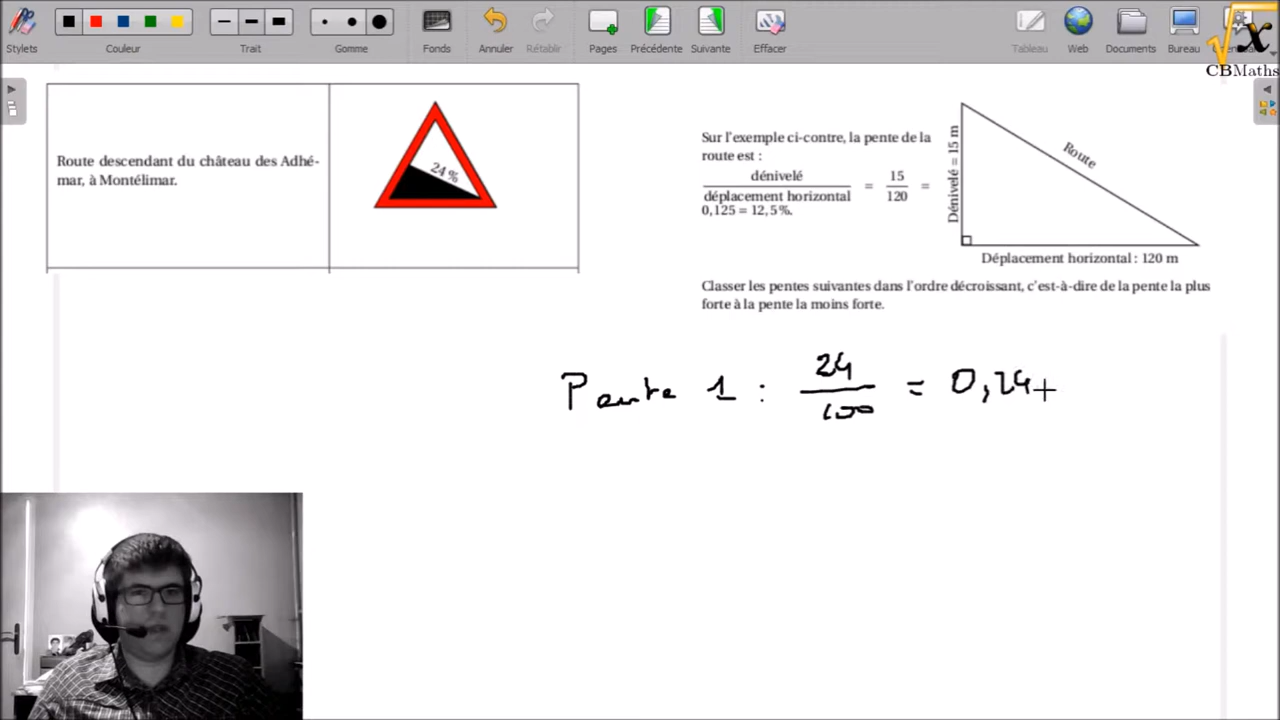 Stylets
Couleur
Trait
Gomme
Fonds
Annuler
Rétablir
Pages
Précédente
Suivante
Effacer
Tableau
Web
Documents
Bureau
√x
CBMaths
Route descendant du château des Adhé-
mar, à Montélimar.
24 %
Sur l'exemple ci-contre, la pente de la
route est :
dénivelé
déplacement horizontal
=
15
120
=
0,125 = 12,5%.
Dénivelé = 15 m
Route
Déplacement horizontal : 120 m
Classer les pentes suivantes dans l'ordre décroissant, c'est-à-dire de la pente la plus
forte à la pente la moins forte.
Pente 1 : 24/100 = 0,24